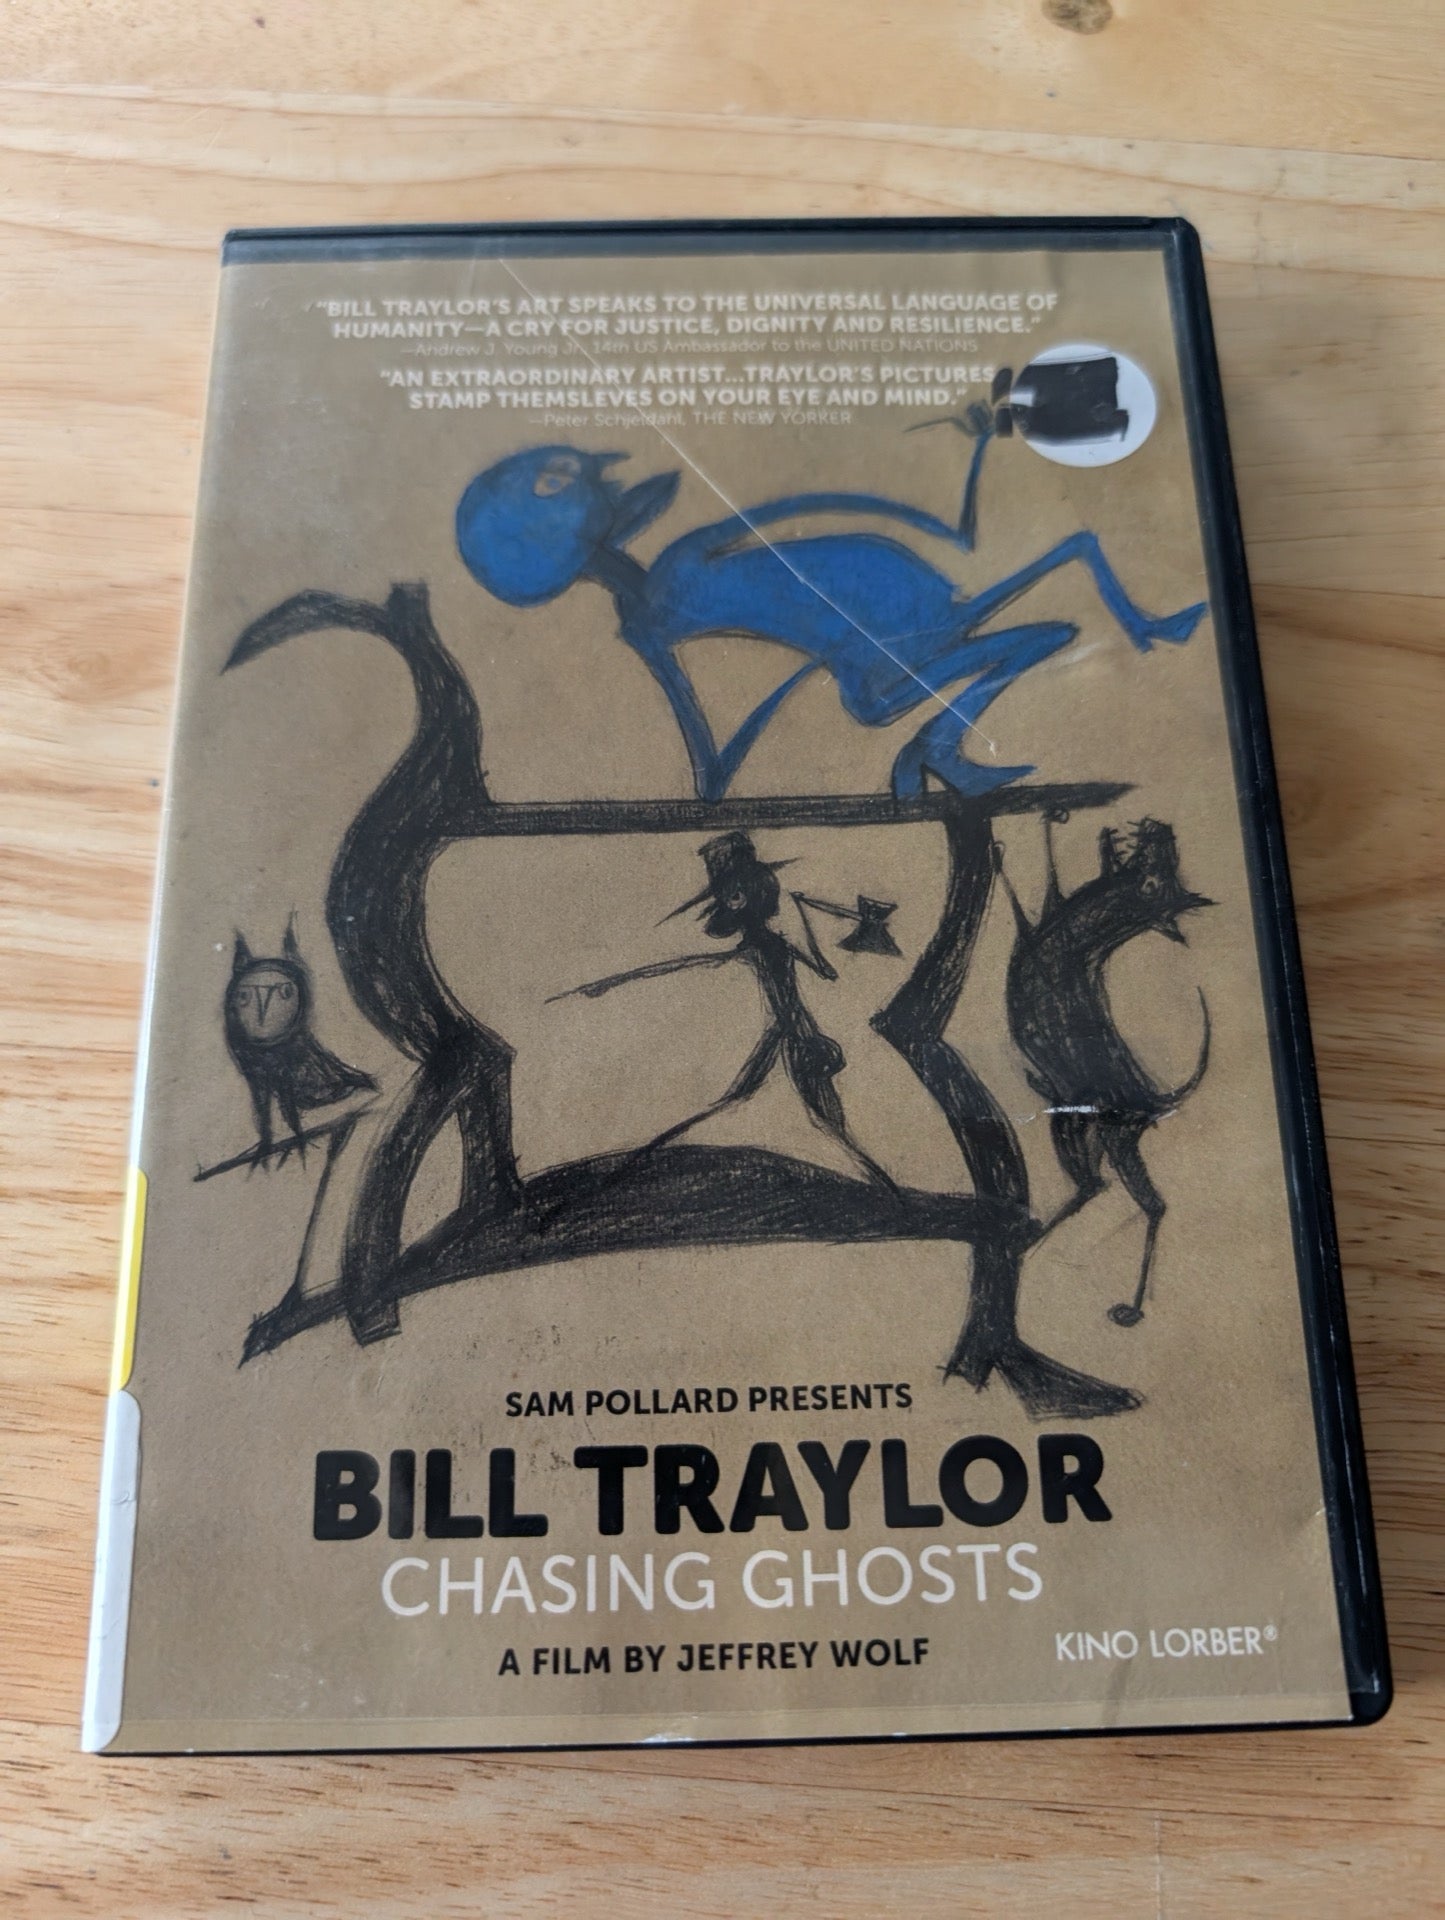 “BILL TRAYLOR’S ART SPEAKS TO THE UNIVERSAL LANGUAGE OF
HUMANITY—A CRY FOR JUSTICE, DIGNITY AND RESILIENCE.”
—Andrew J. Young Jr, 14th US Ambassador to the UNITED NATIONS
“AN EXTRAORDINARY ARTIST...TRAYLOR’S PICTURES
STAMP THEMSLEVES ON YOUR EYE AND MIND.”
—Peter Schjeldahl, THE NEW YORKER
SAM POLLARD PRESENTS
BILL TRAYLOR
CHASING GHOSTS
A FILM BY JEFFREY WOLF
KINO LORBER®